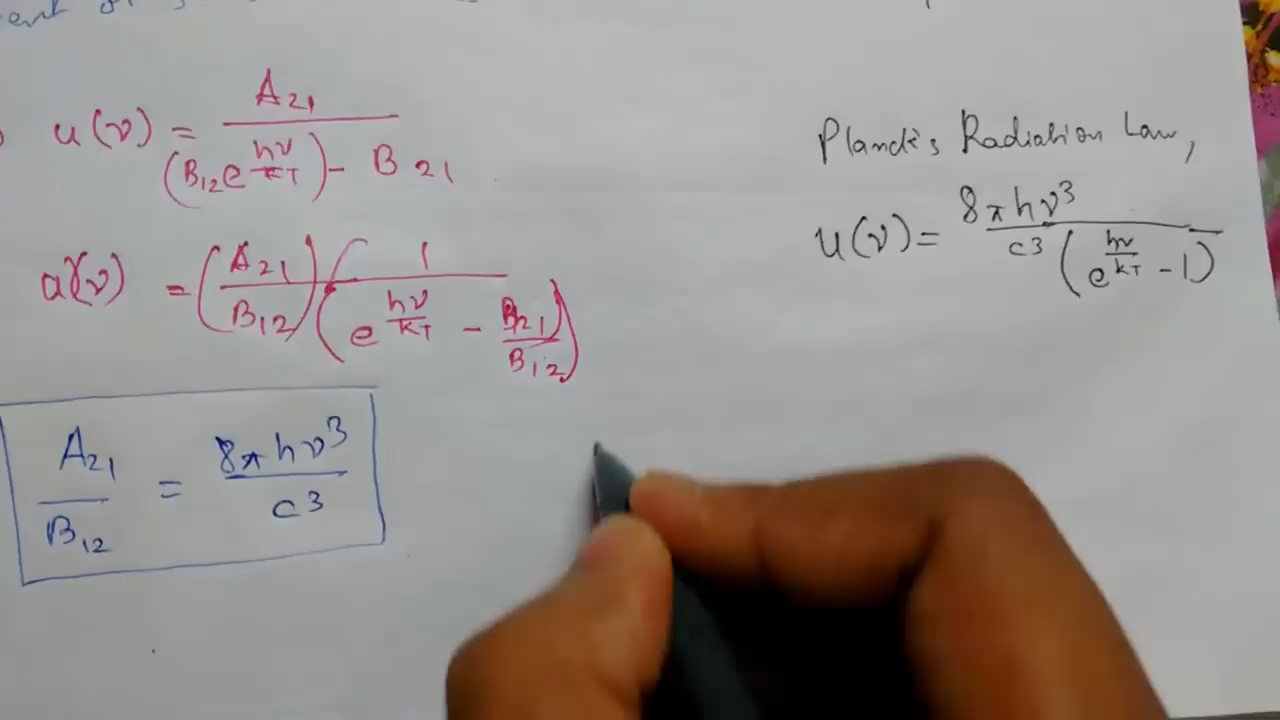 u(ν) = A₂₁ / (B₁₂e^(hν/kT)) - B₂₁
Planck's Radiation Law,
u(ν) = 8πhν³ / c³ (e^(hν/kT) - 1)
u(ν) = (A₂₁ / B₁₂) (1 / (e^(hν/kT) - B₂₁ / B₁₂))
A₂₁ / B₁₂ = 8πhν³ / c³